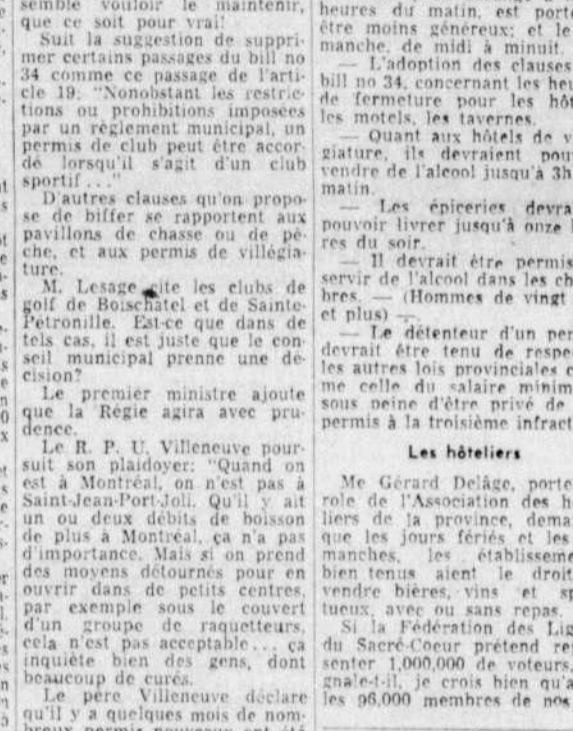 semble vouloir le maintenir,
que ce soit pour vrai!
Suit la suggestion de suppri-
mer certains passages du bill no
34 comme ce passage de l'arti-
cle 19: "Nonobstant les restric-
tions ou prohibitions imposées
par un règlement municipal, un
permis de club peut être accor-
dé lorsqu'il s'agit d'un club
sportif ..."
D'autres clauses qu'on propo-
se de biffer se rapportent aux
pavillons de chasse ou de pê-
che, et aux permis de villégia-
ture.
M. Lesage cite les clubs de
golf de Boischatel et de Sainte-
Pétronille. Est-ce que dans de
tels cas, il est juste que le con-
seil municipal prenne une dé-
cision?
Le premier ministre ajoute
que la Régie agira avec pru-
dence.
Le R. P. U. Villeneuve pour-
suit son plaidoyer: "Quand on
est à Montréal, on n'est pas à
Saint-Jean-Port-Joli. Qu'il y ait
un ou deux débits de boisson
de plus à Montréal, ça n'a pas
d'importance. Mais si on prend
des moyens détournés pour en
ouvrir dans de petits centres,
par exemple sous le couvert
d'un groupe de raquetteurs,
cela n'est pas acceptable... ça
inquiète bien des gens, dont
beaucoup de curés.
Le père Villeneuve déclare
qu'il y a quelques mois de nom-
breux permis nouveaux ont été
heures du matin, est port
être moins généreux; et le
manche, de midi à minuit.
— L'adoption des clauses
bill no 34, concernant les heu
de fermeture pour les hôt
les motels, les tavernes.
— Quant aux hôtels de v
giature, ils devraient pou
vendre de l'alcool jusqu'à 3h
matin.
— Les épiceries devra
pouvoir livrer jusqu'à onze
res du soir.
— Il devrait être permis
servir de l'alcool dans les ch
bres. — (Hommes de vingt
et plus) —
— Le détenteur d'un per
devrait être tenu de respe
les autres lois provinciales c
me celle du salaire minim
sous peine d'être privé de
permis à la troisième infract
Les hôteliers
Me Gérard Delâge, porte
role de l'Association des h
liers de la province, dema
que les jours fériés et les
manches, les établisseme
bien tenus aient le droit
vendre bières, vins et sp
tueux, avec ou sans repas.
Si la Fédération des Lig
du Sacré-Coeur prétend re
senter 1,000,000 de voteurs,
gnale-t-il, je crois bien qu'a
les 96,000 membres de nos